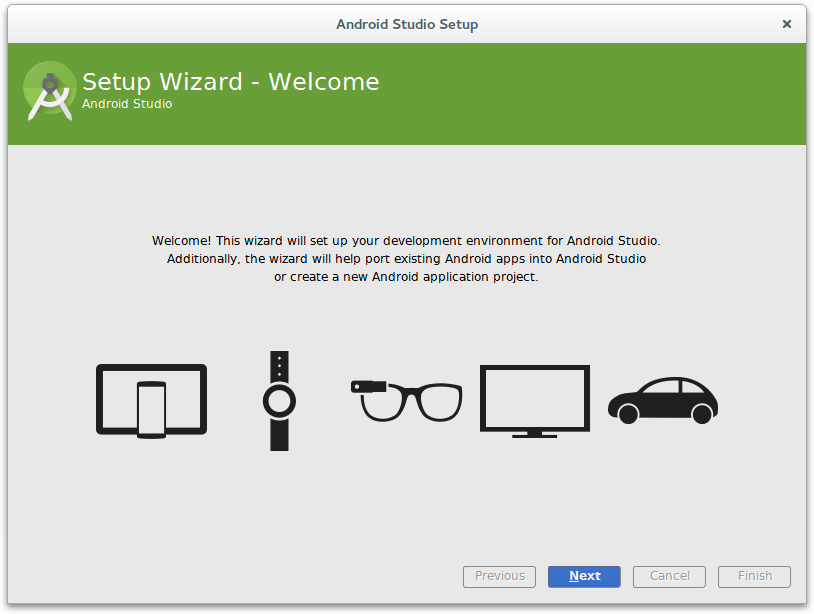 Android Studio Setup
Setup Wizard - Welcome
Android Studio
Welcome! This wizard will set up your development environment for Android Studio.
Additionally, the wizard will help port existing Android apps into Android Studio
or create a new Android application project.
Previous
Next
Cancel
Finish